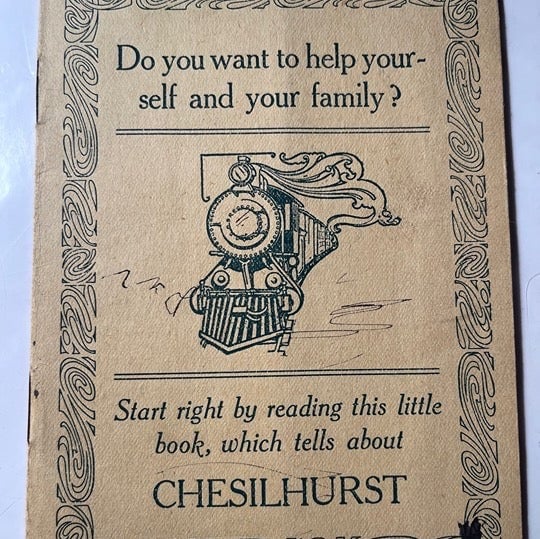 Do you want to help your-
self and your family?
Start right by reading this little
book, which tells about
CHESILHURST